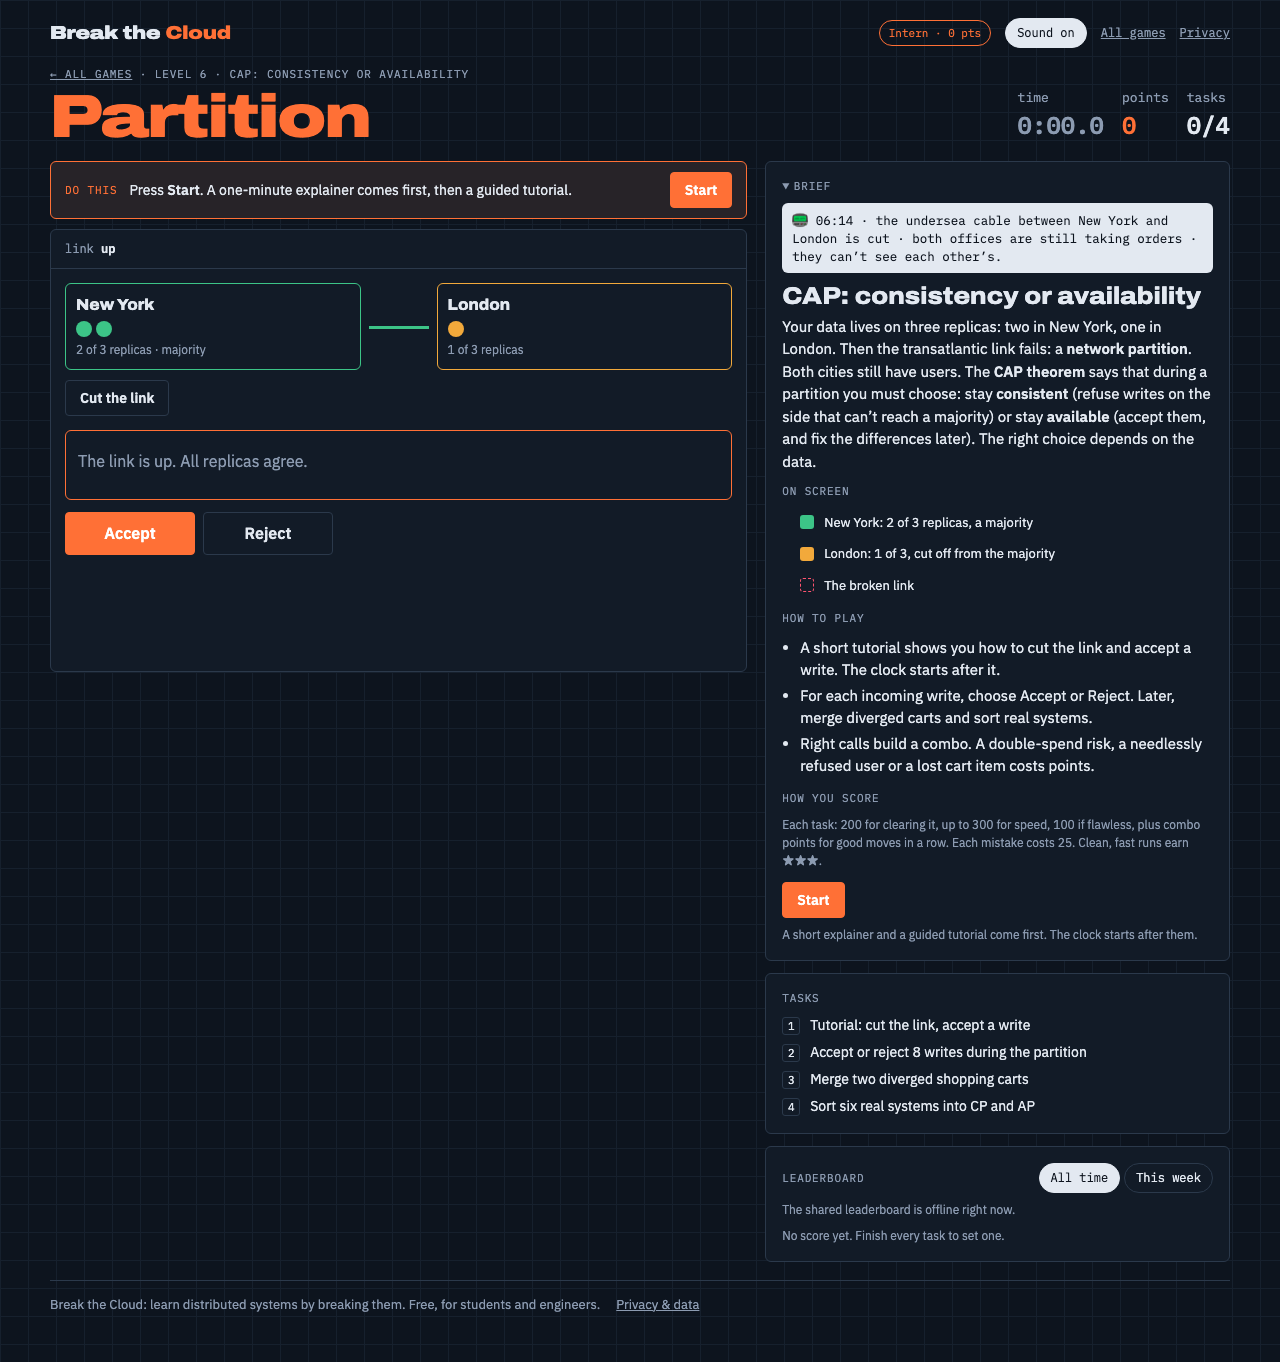 Break the Cloud
Intern · 0 pts
Sound on
All games
Privacy
← ALL GAMES · LEVEL 6 · CAP: CONSISTENCY OR AVAILABILITY
Partition
time
0:00.0
points
0
tasks
0/4
DO THIS Press Start. A one-minute explainer comes first, then a guided tutorial.
Start
link up
New York
2 of 3 replicas · majority
London
1 of 3 replicas
Cut the link
The link is up. All replicas agree.
Accept
Reject
▼ BRIEF
06:14 · the undersea cable between New York and
London is cut · both offices are still taking orders ·
they can’t see each other’s.
CAP: consistency or availability
Your data lives on three replicas: two in New York, one in
London. Then the transatlantic link fails: a network partition.
Both cities still have users. The CAP theorem says that during a
partition you must choose: stay consistent (refuse writes on the
side that can’t reach a majority) or stay available (accept them,
and fix the differences later). The right choice depends on the
data.
ON SCREEN
New York: 2 of 3 replicas, a majority
London: 1 of 3, cut off from the majority
The broken link
HOW TO PLAY
• A short tutorial shows you how to cut the link and accept a
write. The clock starts after it.
• For each incoming write, choose Accept or Reject. Later,
merge diverged carts and sort real systems.
• Right calls build a combo. A double-spend risk, a needlessly
refused user or a lost cart item costs points.
HOW YOU SCORE
Each task: 200 for clearing it, up to 300 for speed, 100 if flawless, plus combo
points for good moves in a row. Each mistake costs 25. Clean, fast runs earn
★★★.
Start
A short explainer and a guided tutorial come first. The clock starts after them.
TASKS
1 Tutorial: cut the link, accept a write
2 Accept or reject 8 writes during the partition
3 Merge two diverged shopping carts
4 Sort six real systems into CP and AP
LEADERBOARD
All time
This week
The shared leaderboard is offline right now.
No score yet. Finish every task to set one.
Break the Cloud: learn distributed systems by breaking them. Free, for students and engineers.
Privacy & data